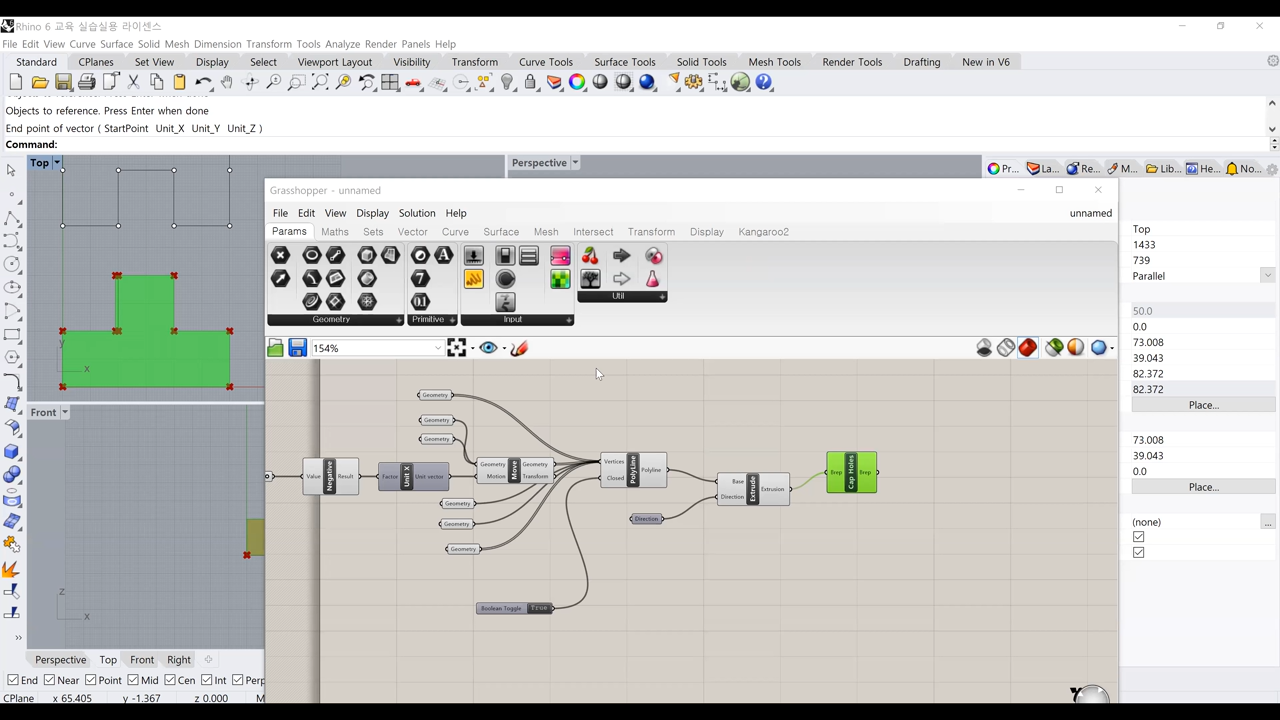 Rhino 6 교육 실습실용 라이센스
File Edit View Curve Surface Solid Mesh Dimension Transform Tools Analyze Render Panels Help
Standard CPlanes Set View Display Select Viewport Layout Visibility Transform Curve Tools Surface Tools Solid Tools Mesh Tools Render Tools Drafting New in V6
Objects to reference. Press Enter when done
End point of vector ( StartPoint Unit_X Unit_Y Unit_Z )
Command:
Top
Perspective
Pr... La... Re... M... Lib... He... No...
Grasshopper - unnamed
File Edit View Display Solution Help
unnamed
Params Maths Sets Vector Curve Surface Mesh Intersect Transform Display Kangaroo2
Geometry Primitive Input Util
154%
Top
1433
739
Parallel
50.0
0.0
73.008
39.043
82.372
82.372
Place...
73.008
39.043
0.0
Place...
(none)
...
Geometry
Geometry
Geometry
Value Negative Result
Factor Unit X Unit vector
Geometry Motion Move Geometry Transform
Geometry
Geometry
Geometry
Vertices Closed PolyLine Polyline
Direction
Base Direction Extrude Extrusion
Brep Cap Holes Brep
Boolean Toggle True
y
x
Front
z
x
Perspective Top Front Right
End Near Point Mid Cen Int Perp
CPlane x 65.405 y -1.367 z 0.000